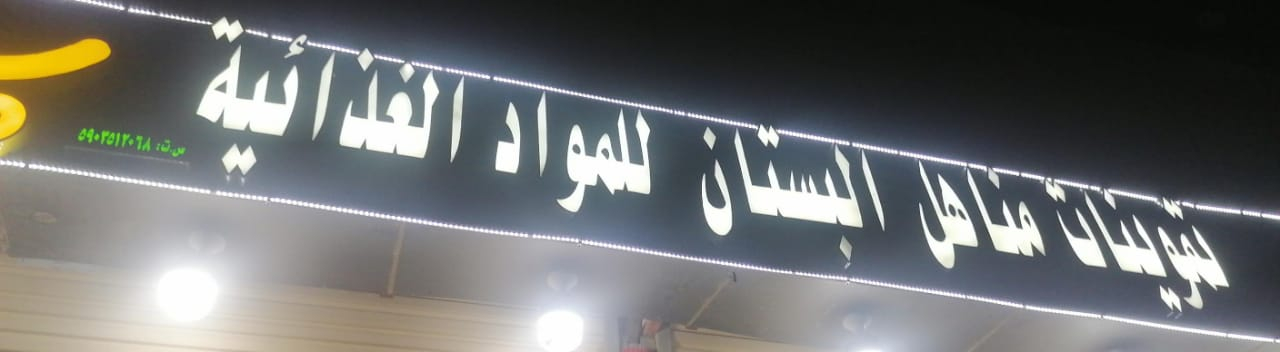 تموينات مناهل البستان للمواد الغذائية
س.ت: ٥٩٠٣٥١٢٠٦٨